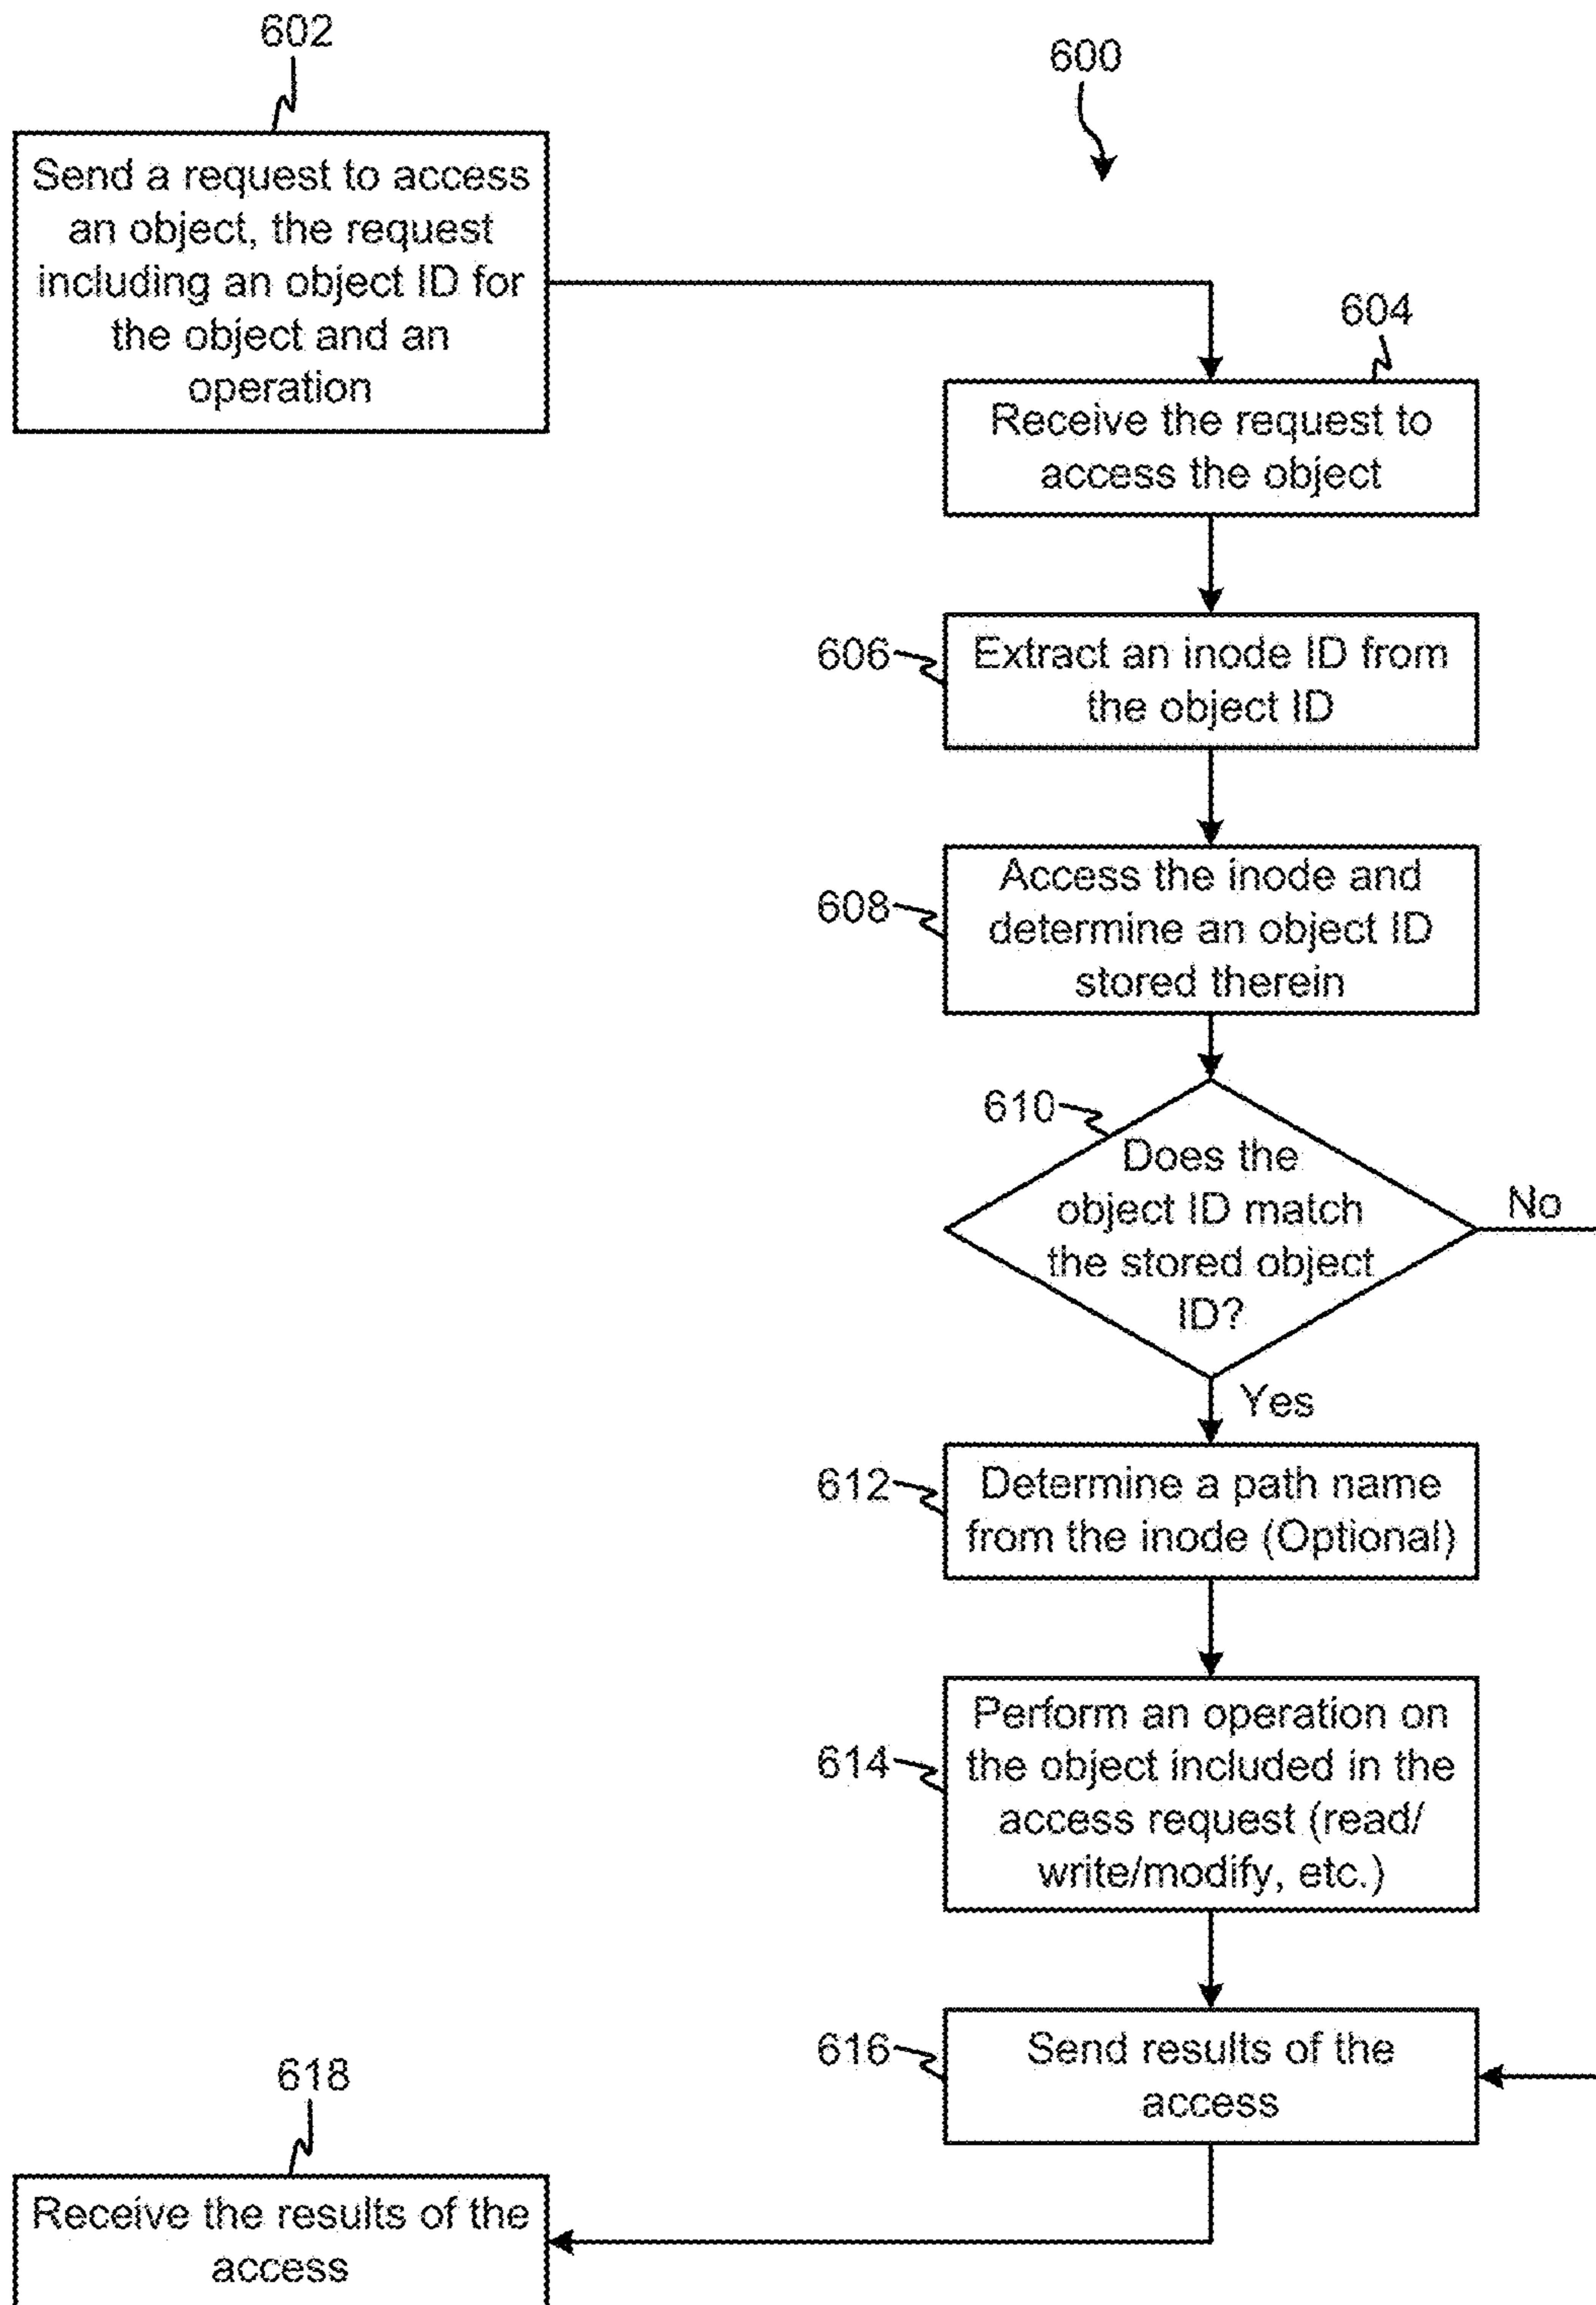 602
600
Send a request to access
an object, the request
including an object ID for
the object and an
operation
604
Receive the request to
access the object
606
Extract an inode ID from
the object ID
608
Access the inode and
determine an object ID
stored therein
610
Does the
object ID match
the stored object
ID?
No
Yes
612
Determine a path name
from the inode (Optional)
614
Perform an operation on
the object included in the
access request (read/
write/modify, etc.)
616
Send results of the
access
618
Receive the results of the
access